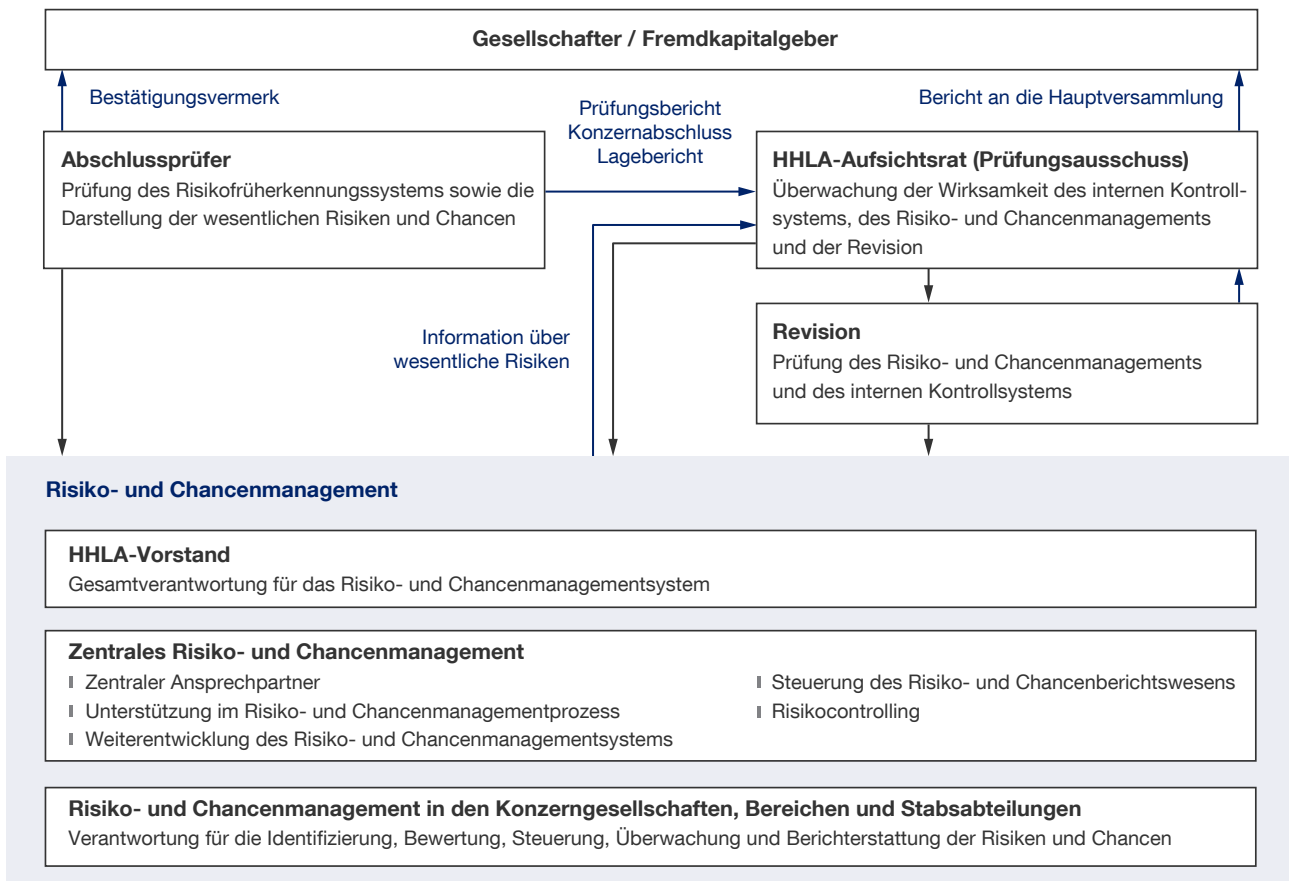 Gesellschafter / Fremdkapitalgeber
Bestätigungsvermerk
Prüfungsbericht
Konzernabschluss
Lagebericht
Bericht an die Hauptversammlung
Abschlussprüfer
Prüfung des Risikofrüherkennungssystems sowie die
Darstellung der wesentlichen Risiken und Chancen
HHLA-Aufsichtsrat (Prüfungsausschuss)
Überwachung der Wirksamkeit des internen Kontroll-
systems, des Risiko- und Chancenmanagements
und der Revision
Information über
wesentliche Risiken
Revision
Prüfung des Risiko- und Chancenmanagements
und des internen Kontrollsystems
Risiko- und Chancenmanagement
HHLA-Vorstand
Gesamtverantwortung für das Risiko- und Chancenmanagementsystem
Zentrales Risiko- und Chancenmanagement
Zentraler Ansprechpartner
Unterstützung im Risiko- und Chancenmanagementprozess
Weiterentwicklung des Risiko- und Chancenmanagementsystems
Steuerung des Risiko- und Chancenberichtswesens
Risikocontrolling
Risiko- und Chancenmanagement in den Konzerngesellschaften, Bereichen und Stabsabteilungen
Verantwortung für die Identifizierung, Bewertung, Steuerung, Überwachung und Berichterstattung der Risiken und Chancen